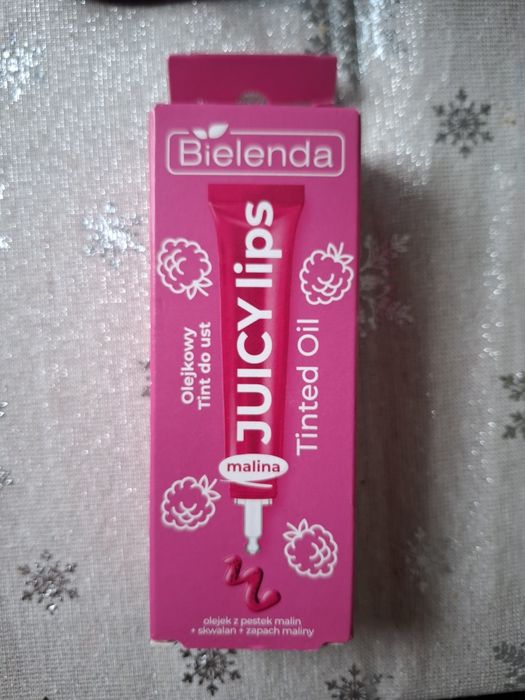 Bielenda
JUICY lips
Tinted Oil
Olejkowy
Tint do ust
malina
olejek z pestek malin
+ skwalan + zapach maliny